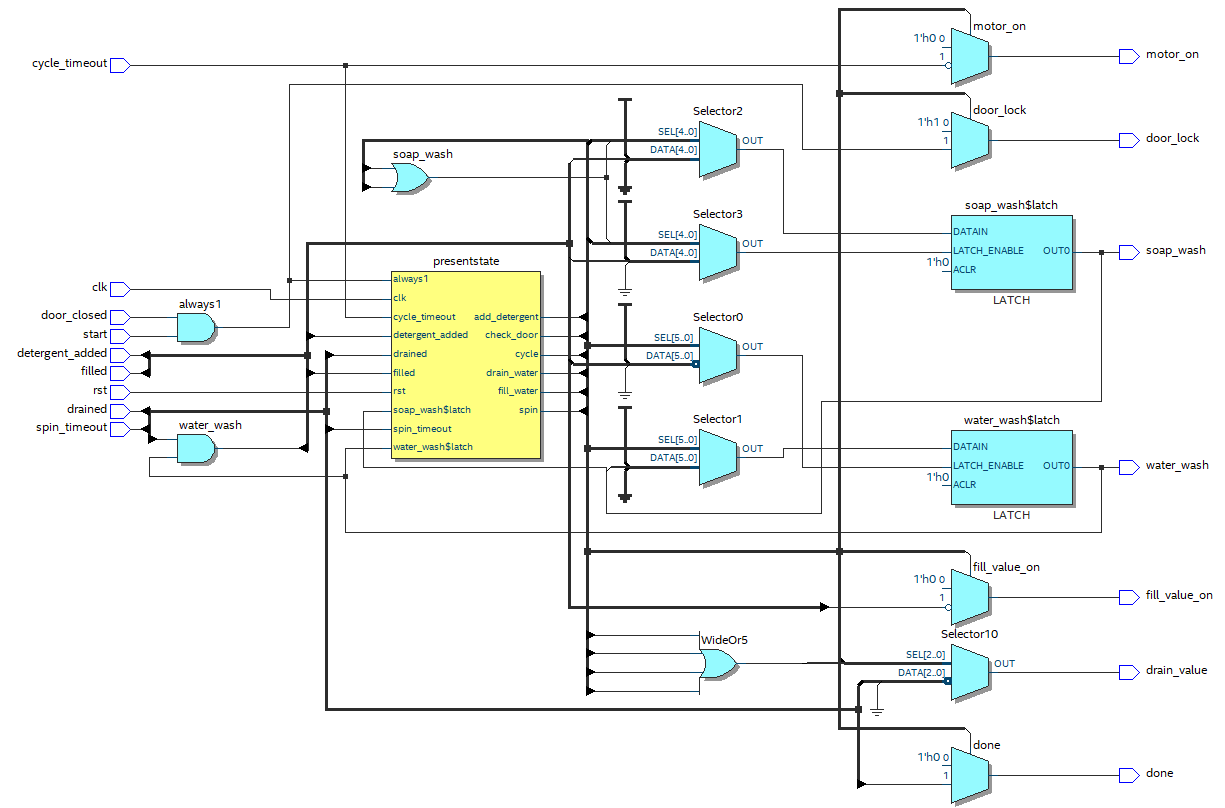 motor_on
1'h0 0
1
cycle_timeout
motor_on
door_lock
1'h1 0
1
door_lock
Selector2
SEL[4..0]
DATA[4..0]
OUT
soap_wash
soap_wash$latch
DATAIN
LATCH_ENABLE
1'h0
ACLR
OUT0
LATCH
soap_wash
Selector3
SEL[4..0]
DATA[4..0]
OUT
presentstate
always1
clk
cycle_timeout
detergent_added
drained
filled
rst
soap_wash$latch
spin_timeout
water_wash$latch
add_detergent
check_door
cycle
drain_water
fill_water
spin
clk
always1
door_closed
start
detergent_added
filled
rst
drained
spin_timeout
water_wash
Selector0
SEL[5..0]
DATA[5..0]
OUT
Selector1
SEL[5..0]
DATA[5..0]
OUT
water_wash$latch
DATAIN
LATCH_ENABLE
1'h0
ACLR
OUT0
LATCH
water_wash
fill_value_on
1'h0 0
1
fill_value_on
WideOr5
Selector10
SEL[2..0]
DATA[2..0]
OUT
drain_value
done
1'h0 0
1
done